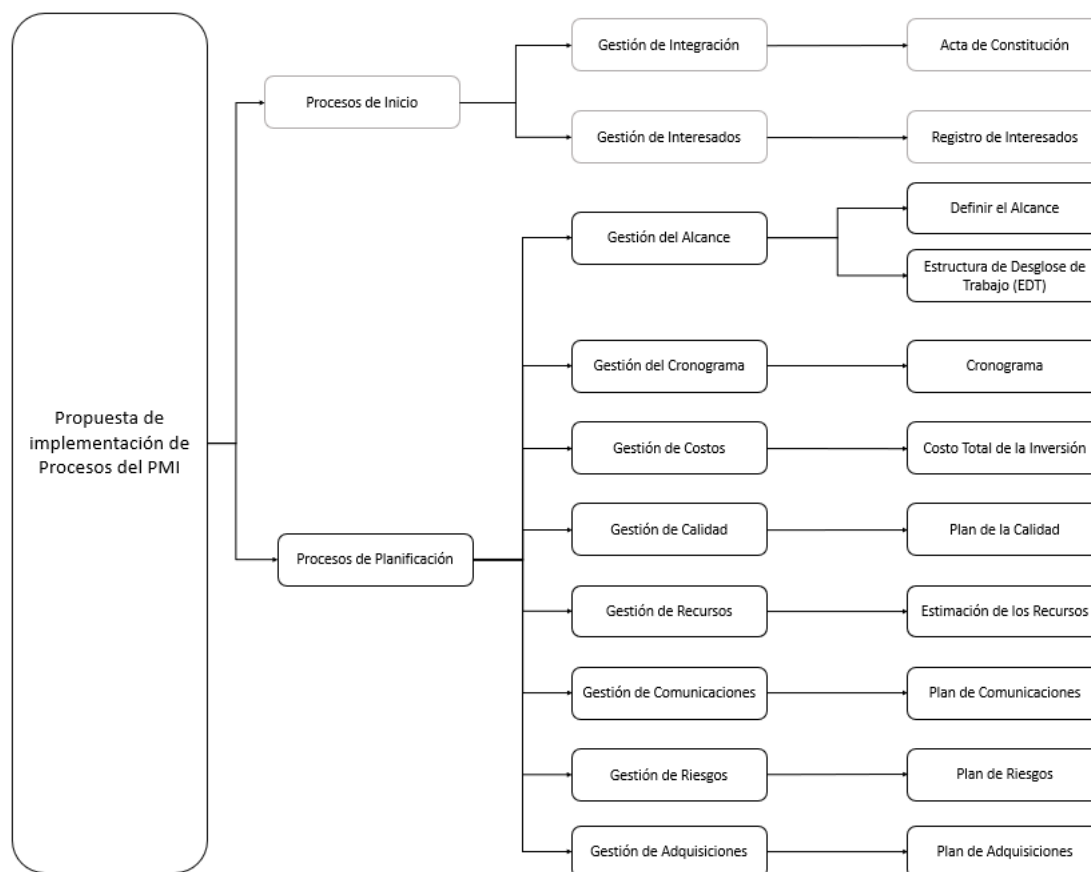 Propuesta de
implementación de
Procesos del PMI
Procesos de Inicio
Gestión de Integración
Acta de Constitución
Gestión de Interesados
Registro de Interesados
Procesos de Planificación
Gestión del Alcance
Definir el Alcance
Estructura de Desglose de
Trabajo (EDT)
Gestión del Cronograma
Cronograma
Gestión de Costos
Costo Total de la Inversión
Gestión de Calidad
Plan de la Calidad
Gestión de Recursos
Estimación de los Recursos
Gestión de Comunicaciones
Plan de Comunicaciones
Gestión de Riesgos
Plan de Riesgos
Gestión de Adquisiciones
Plan de Adquisiciones